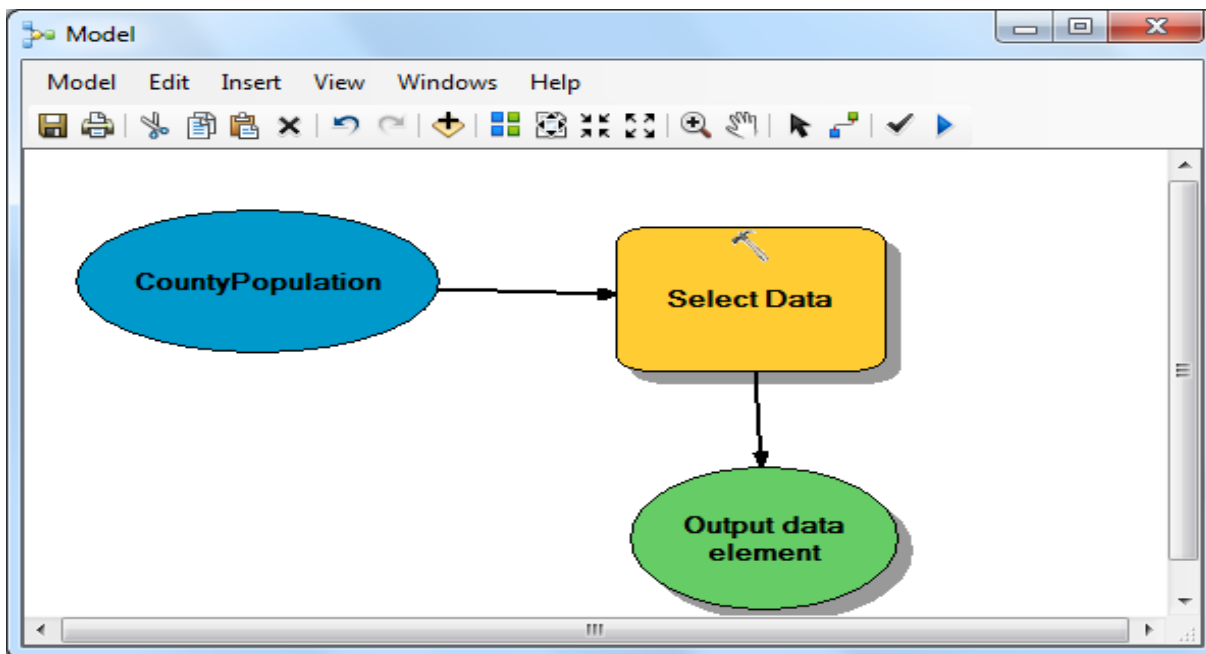 Model
Model Edit Insert View Windows Help
CountyPopulation
Select Data
Output data
element